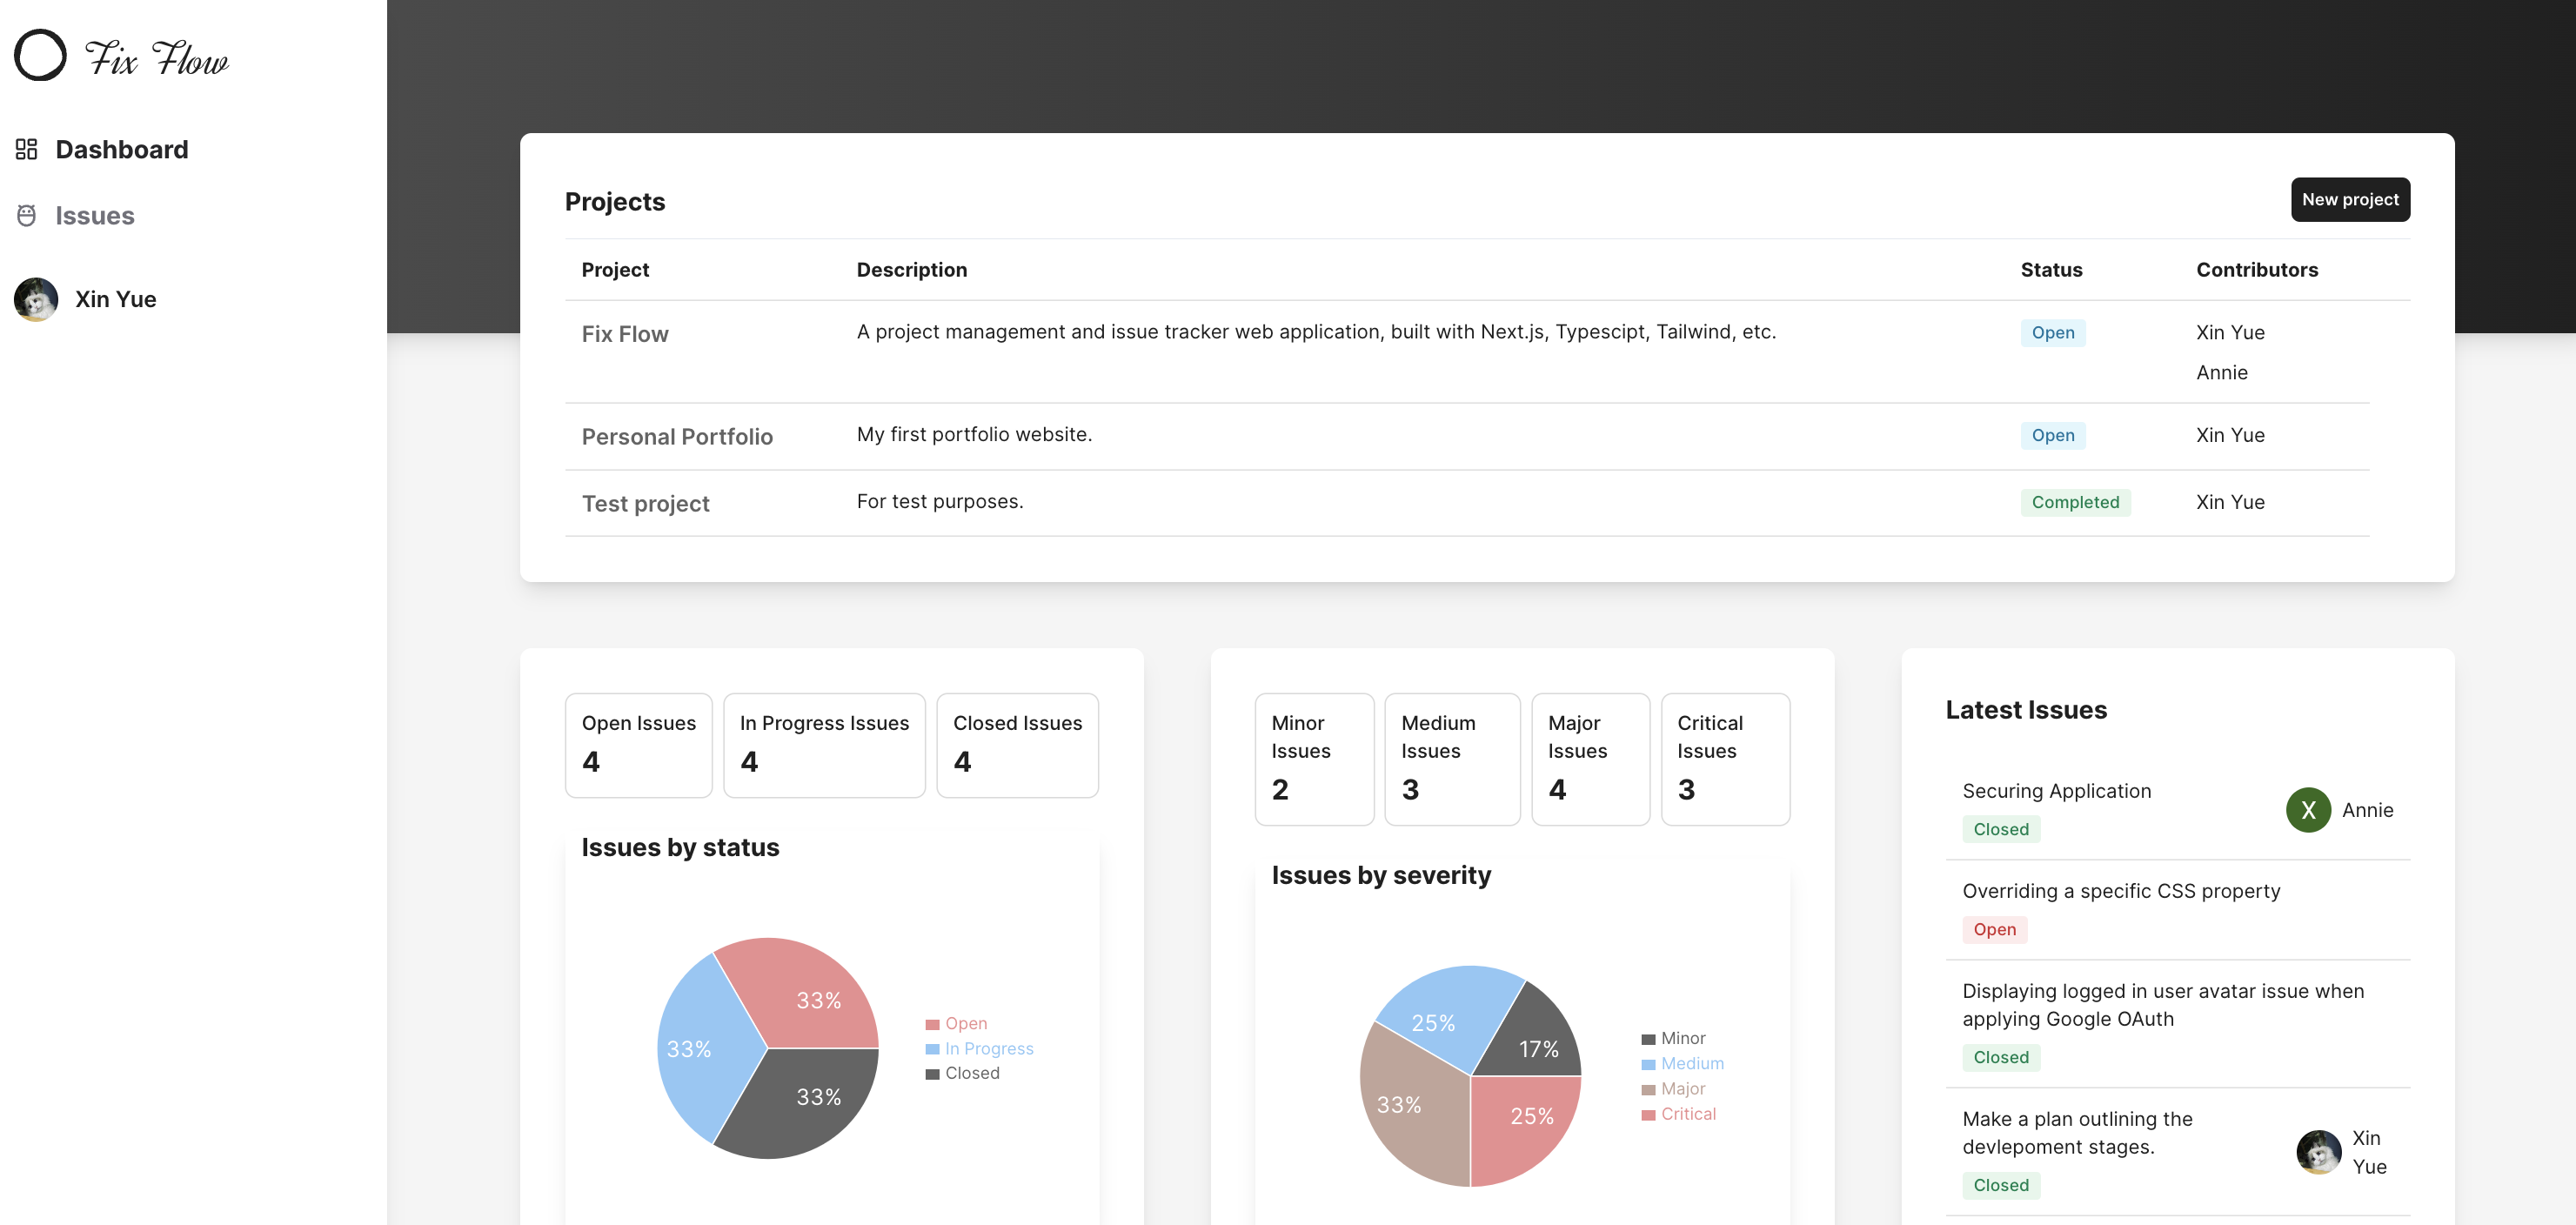 Fix Flow
Dashboard
Issues
Xin Yue
Projects
New project
Project Description Status Contributors
Fix Flow A project management and issue tracker web application, built with Next.js, Typescipt, Tailwind, etc. Open Xin Yue
Annie
Personal Portfolio My first portfolio website. Open Xin Yue
Test project For test purposes. Completed Xin Yue
Open Issues
4
In Progress Issues
4
Closed Issues
4
Issues by status
33%
33%
33%
Open
In Progress
Closed
Minor
Issues
2
Medium
Issues
3
Major
Issues
4
Critical
Issues
3
Issues by severity
25%
17%
33%
25%
Minor
Medium
Major
Critical
Latest Issues
Securing Application
Closed
X Annie
Overriding a specific CSS property
Open
Displaying logged in user avatar issue when
applying Google OAuth
Closed
Make a plan outlining the
devlepoment stages.
Closed
Xin
Yue